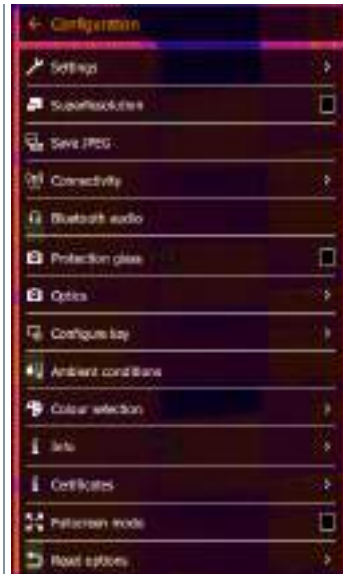 Configuration
Settings
SuperResolution
Save JPEG
Connectivity
Bluetooth audio
Protection glass
Optics
Configure key
Ambient conditions
Colour selection
Info
Certificates
Fullscreen mode
Reset options